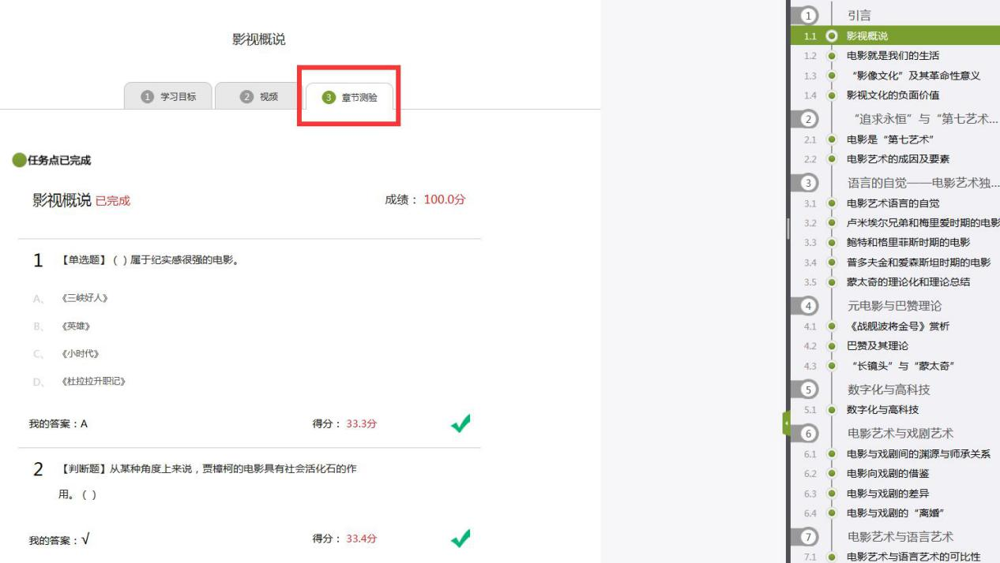 影视概说
1 学习目标
2 视频
3 章节测验
任务点已完成
影视概说 已完成
成绩： 100.0分
1 【单选题】（ ）属于纪实感很强的电影。
A、 《三峡好人》
B、 《英雄》
C、 《小时代》
D、 《杜拉拉升职记》
我的答案：A
得分： 33.3分
2 【判断题】从某种角度上来说，贾樟柯的电影具有社会活化石的作
用。（ ）
我的答案：√
得分： 33.4分
1 引言
1.1 影视概说
1.2 电影就是我们的生活
1.3 “影像文化”及其革命性意义
1.4 影视文化的负面价值
2 “追求永恒”与“第七艺术...
2.1 电影是“第七艺术”
2.2 电影艺术的成因及要素
3 语言的自觉——电影艺术独...
3.1 电影艺术语言的自觉
3.2 卢米埃尔兄弟和梅里爱时期的电影
3.3 鲍特和格里菲斯时期的电影
3.4 普多夫金和爱森斯坦时期的电影
3.5 蒙太奇的理论化和理论总结
4 元电影与巴赞理论
4.1 《战舰波将金号》赏析
4.2 巴赞及其理论
4.3 “长镜头”与“蒙太奇”
5 数字化与高科技
5.1 数字化与高科技
6 电影艺术与戏剧艺术
6.1 电影与戏剧间的渊源与师承关系
6.2 电影向戏剧的借鉴
6.3 电影与戏剧的差异
6.4 电影与戏剧的“离婚”
7 电影艺术与语言艺术
7.1 电影艺术与语言艺术的可比性